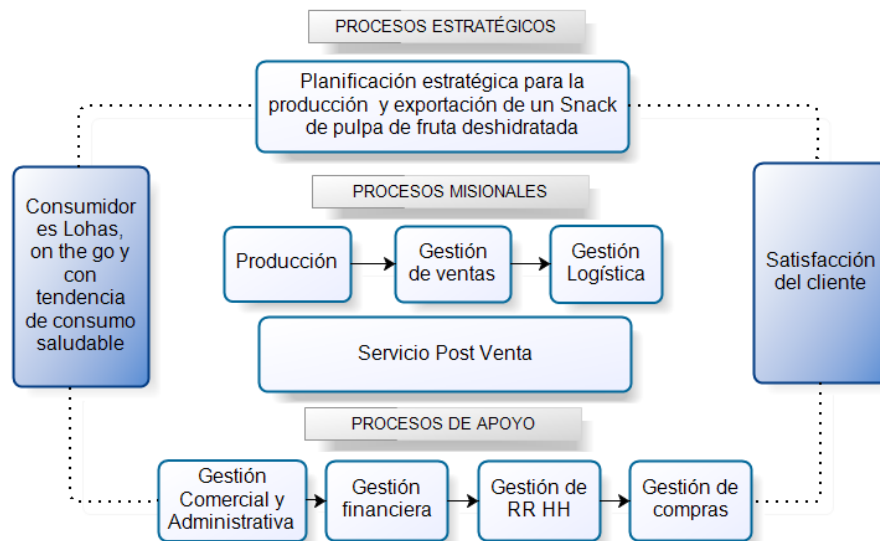 PROCESOS ESTRATÉGICOS
Planificación estratégica para la
producción y exportación de un Snack
de pulpa de fruta deshidratada
Consumidor
es Lohas,
on the go y
con
tendencia
de consumo
saludable
PROCESOS MISIONALES
Producción
Gestión
de ventas
Gestión
Logística
Servicio Post Venta
Satisfacción
del cliente
PROCESOS DE APOYO
Gestión
Comercial y
Administrativa
Gestión
financiera
Gestión de
RR HH
Gestión de
compras